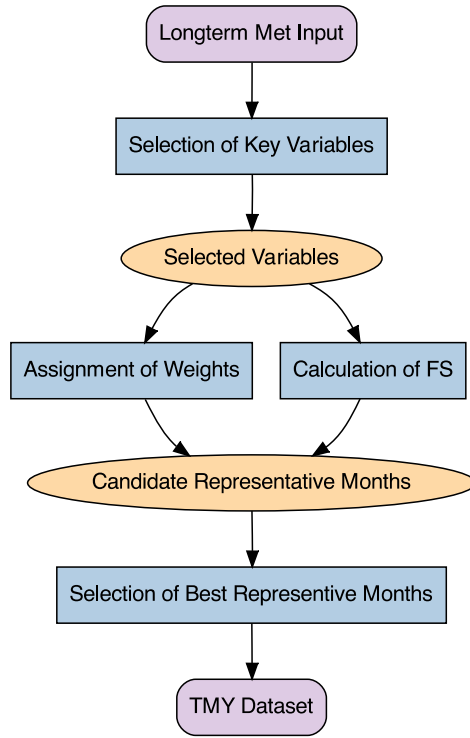 Longterm Met Input
Selection of Key Variables
Selected Variables
Assignment of Weights
Calculation of FS
Candidate Representative Months
Selection of Best Representive Months
TMY Dataset